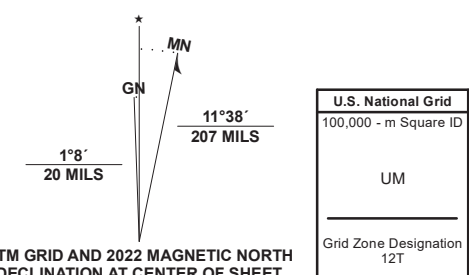 ★
MN
GN
11°38´
207 MILS
1°8´
20 MILS
TM GRID AND 2022 MAGNETIC NORTH
DECLINATION AT CENTER OF SHEET
U.S. National Grid
100,000 - m Square ID
UM
Grid Zone Designation
12T